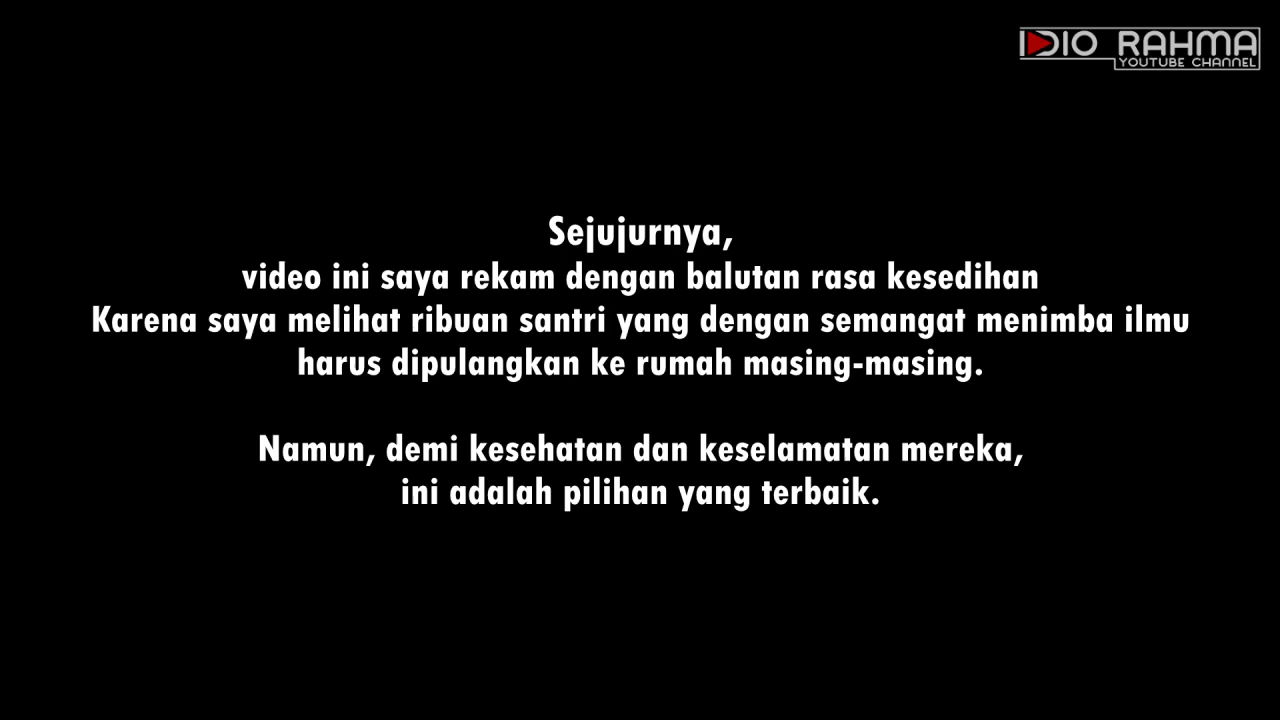 IDIO RAHMA
YOUTUBE CHANNEL
Sejujurnya,
video ini saya rekam dengan balutan rasa kesedihan
Karena saya melihat ribuan santri yang dengan semangat menimba ilmu
harus dipulangkan ke rumah masing-masing.
Namun, demi kesehatan dan keselamatan mereka,
ini adalah pilihan yang terbaik.